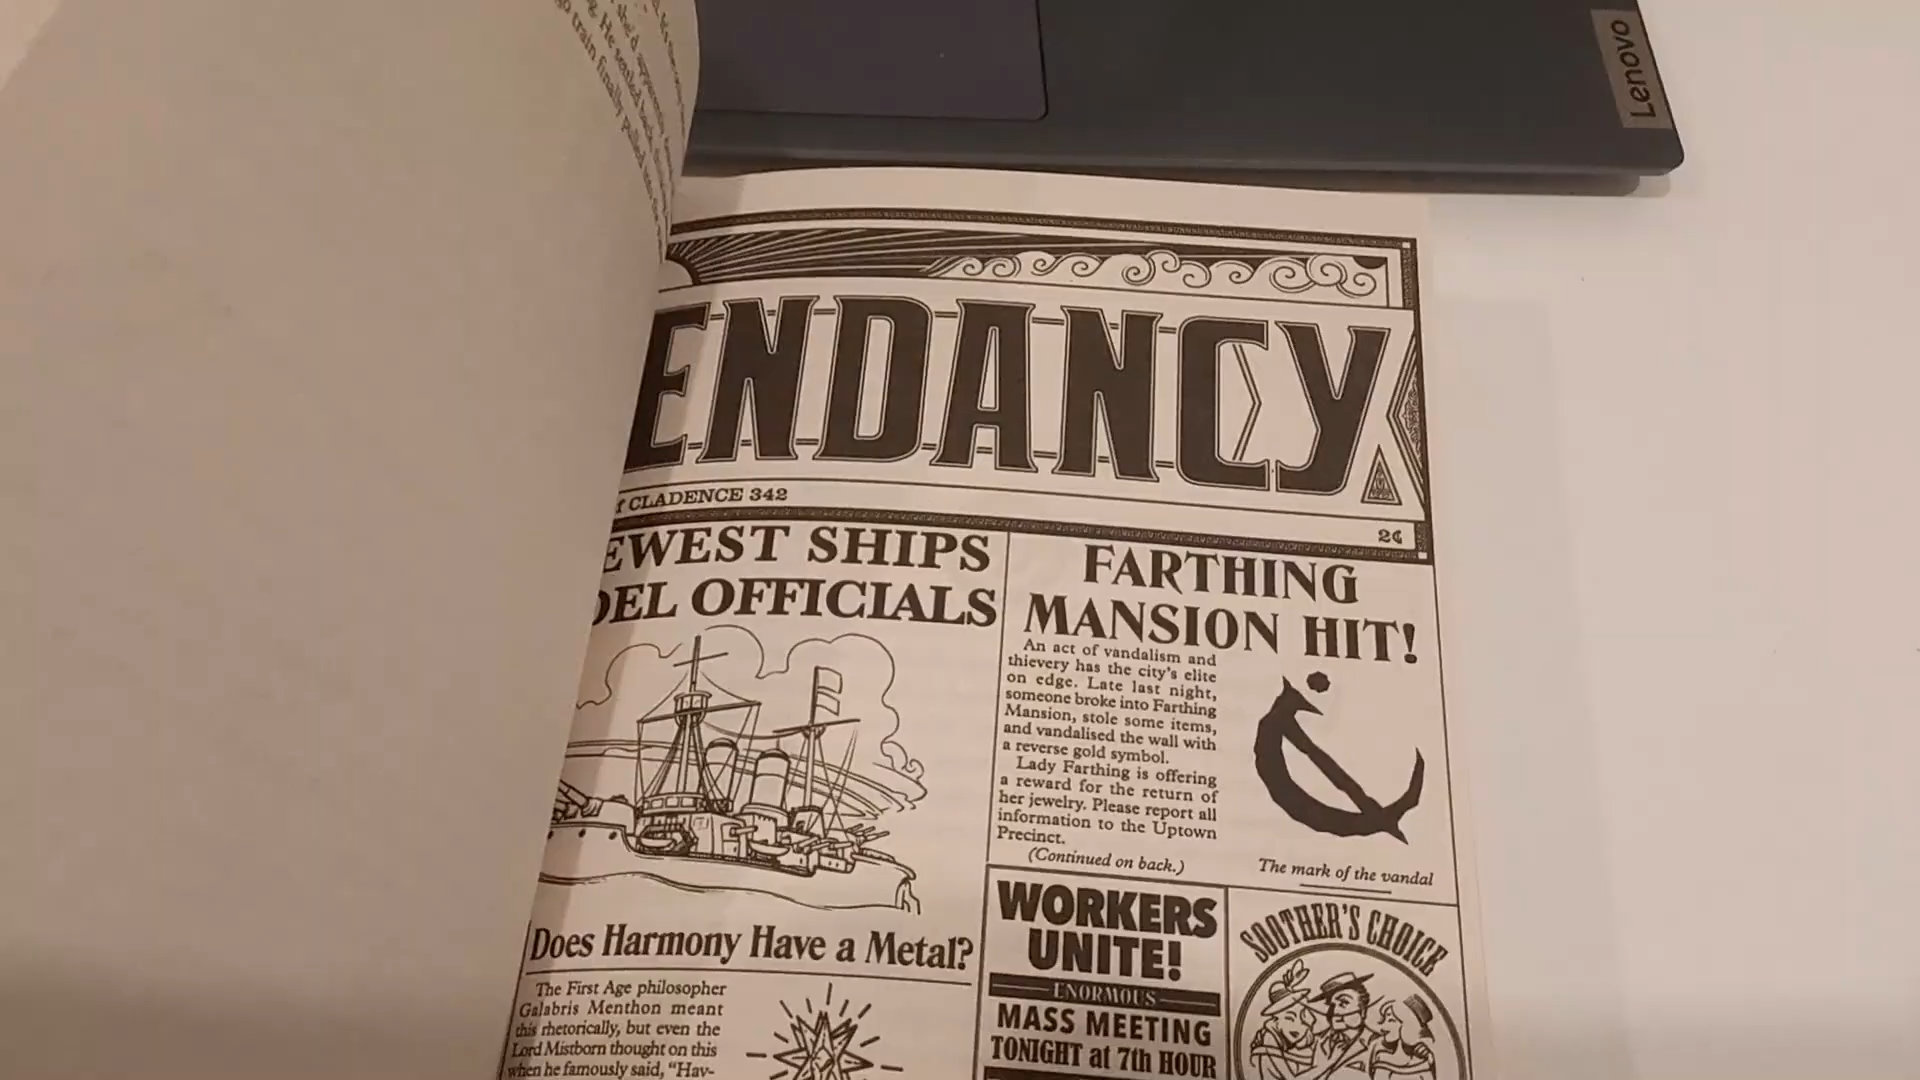 Lenovo
train finally pulled
ENDANCY
f CLADENCE 342
2¢
EWEST SHIPS
DEL OFFICIALS
FARTHING
MANSION HIT!
An act of vandalism and
thievery has the city's elite
on edge. Late last night,
someone broke into Farthing
Mansion, stole some items,
and vandalised the wall with
a reverse gold symbol.
Lady Farthing is offering
a reward for the return of
her jewelry. Please report all
information to the Uptown
Precinct.
(Continued on back.)
The mark of the vandal
Does Harmony Have a Metal?
The First Age philosopher
Galabris Menthon meant
this rhetorically, but even the
Lord Mistborn thought on this
when he famously said, “Hav-
WORKERS
UNITE!
ENORMOUS
MASS MEETING
TONIGHT at 7th HOUR
SOOTHER'S CHOICE